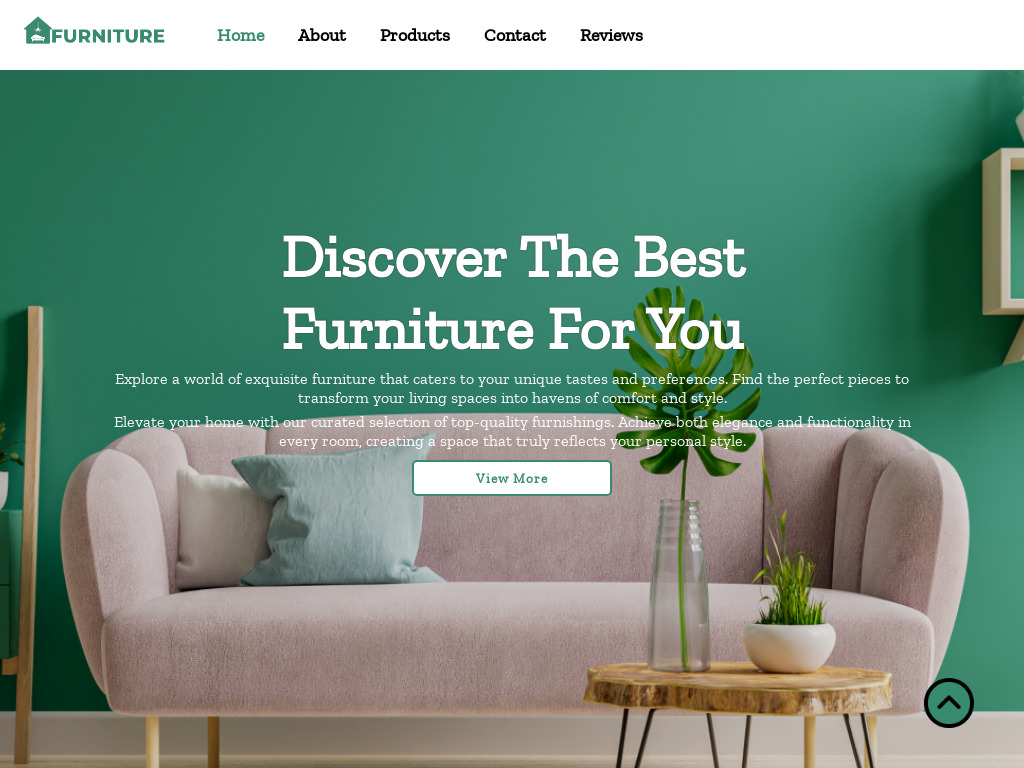 FURNITURE
Home About Products Contact Reviews
Discover The Best
Furniture For You
Explore a world of exquisite furniture that caters to your unique tastes and preferences. Find the perfect pieces to
transform your living spaces into havens of comfort and style.
Elevate your home with our curated selection of top-quality furnishings. Achieve both elegance and functionality in
every room, creating a space that truly reflects your personal style.
View More